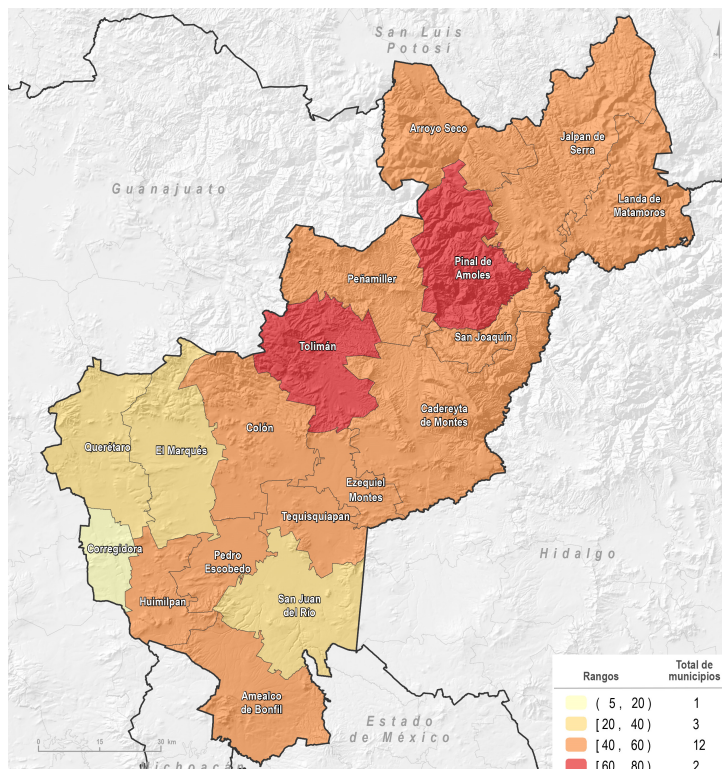 San Luis
Potosí
Arroyo Seco
Jalpan de
Serra
Guanajuato
Landa de
Matamoros
Pinal de
Amoles
Peñamiller
San Joaquín
Tolimán
Cadereyta
de Montes
Colón
Querétaro
El Marqués
Ezequiel
Montes
Tequisquiapan
Corregidora
Pedro
Escobedo
Hidalgo
Huimilpan
San Juan
del Río
Amealco
de Bonfil
Estado
de México
Michoacán
0 15 30 km
Rangos Total de
municipios
( 5 , 20) 1
[ 20 , 40) 3
[ 40 , 60) 12
[ 60 , 80) 2